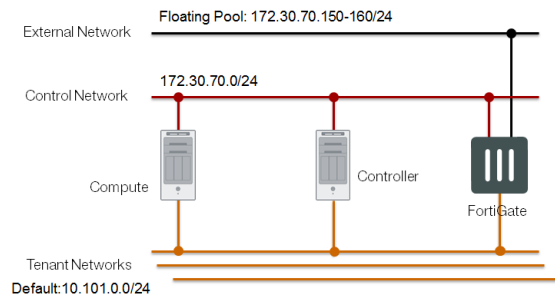 Floating Pool: 172.30.70.150-160/24
External Network
172.30.70.0/24
Control Network
Compute
Controller
FortiGate
Tenant Networks
Default:10.101.0.0/24